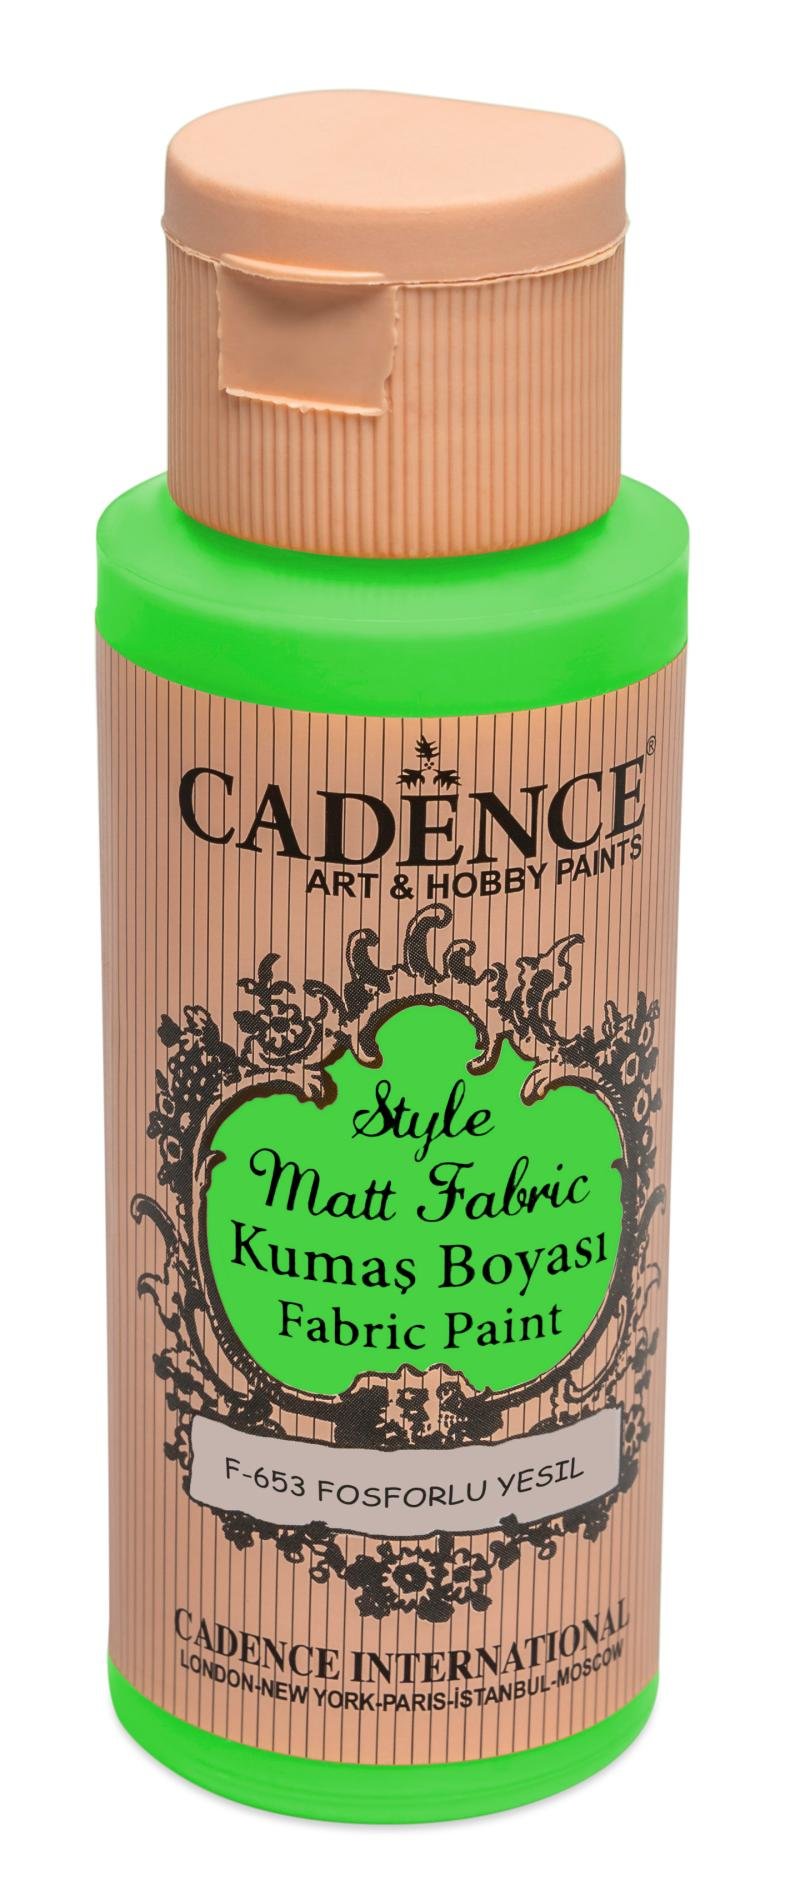 CADENCE®
ART & HOBBY PAINTS
Style
Matt Fabric
Kumaş Boyası
Fabric Paint
F-653 FOSFORLU YESIL
CADENCE INTERNATIONAL
LONDON-NEW YORK-PARIS-İSTANBUL-MOSCOW